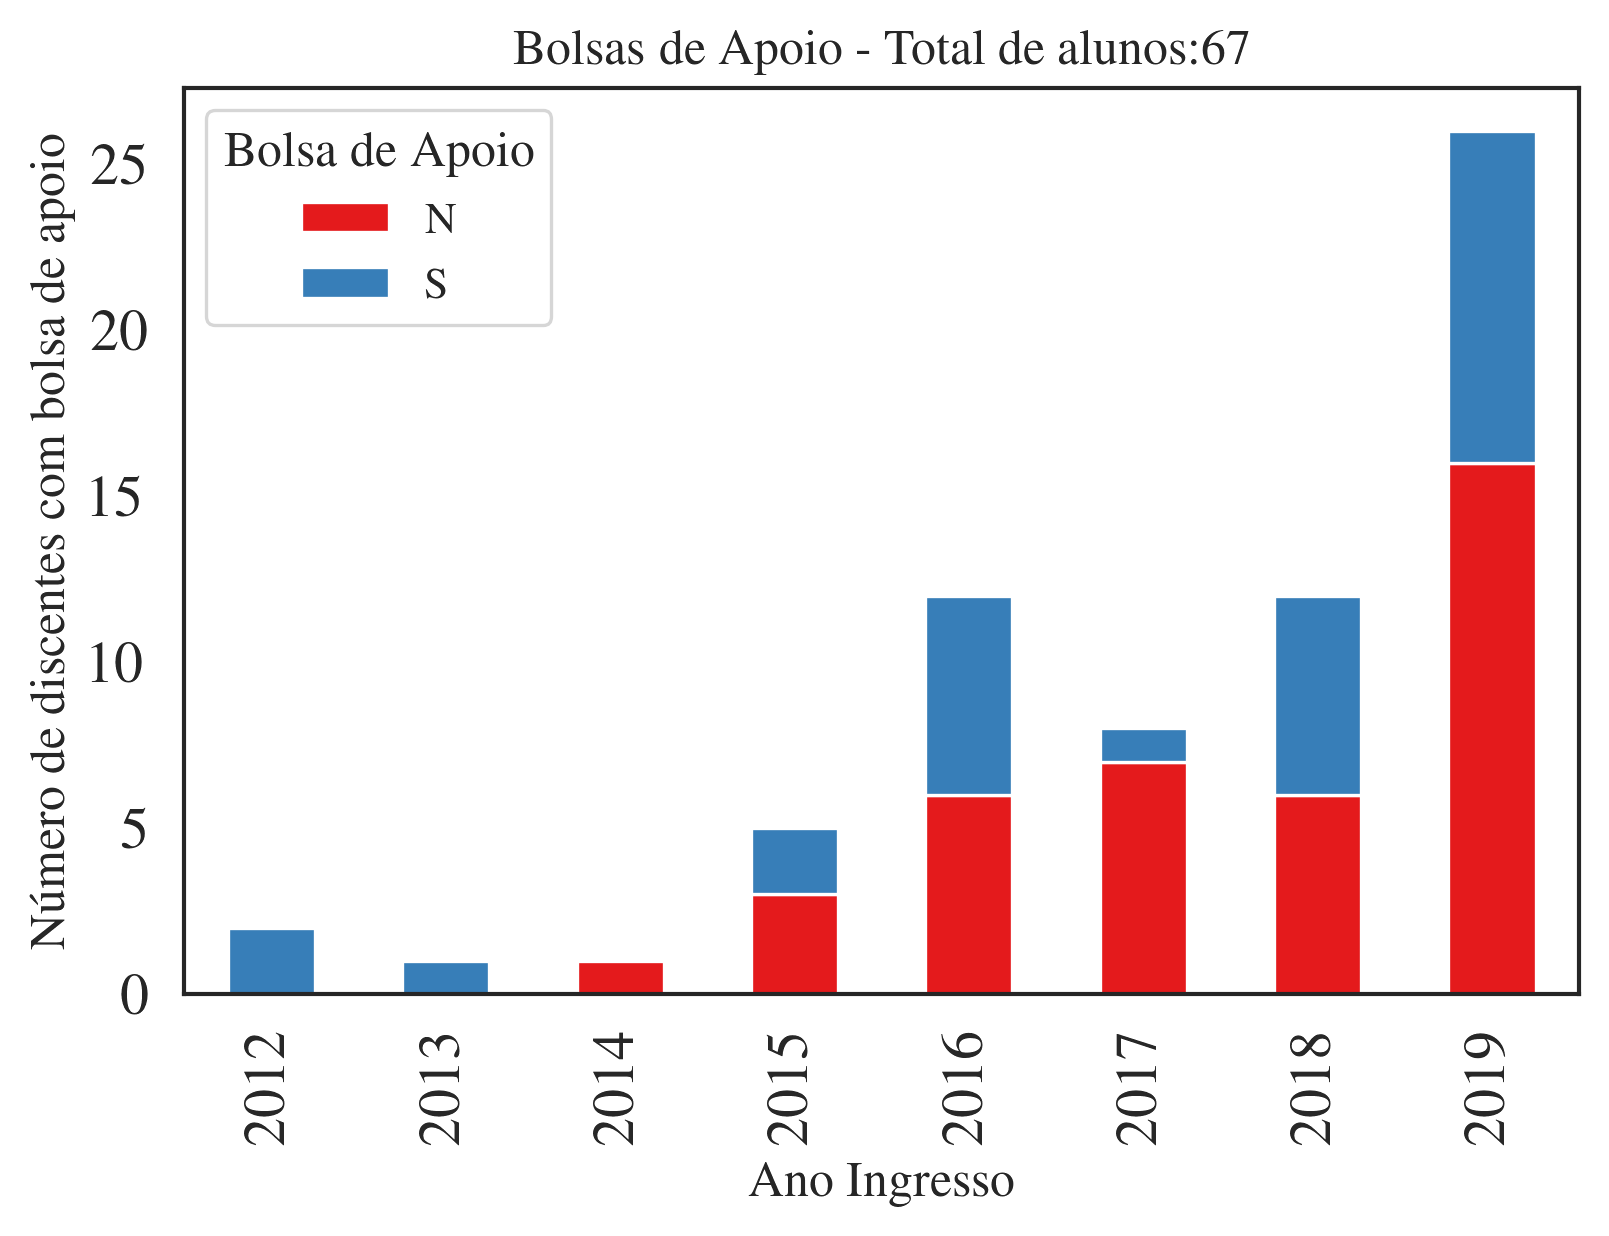 Bolsas de Apoio - Total de alunos:67
Bolsa de Apoio
N
S
Número de discentes com bolsa de apoio
25
20
15
10
5
0
2012 2013 2014 2015 2016 2017 2018 2019
Ano Ingresso